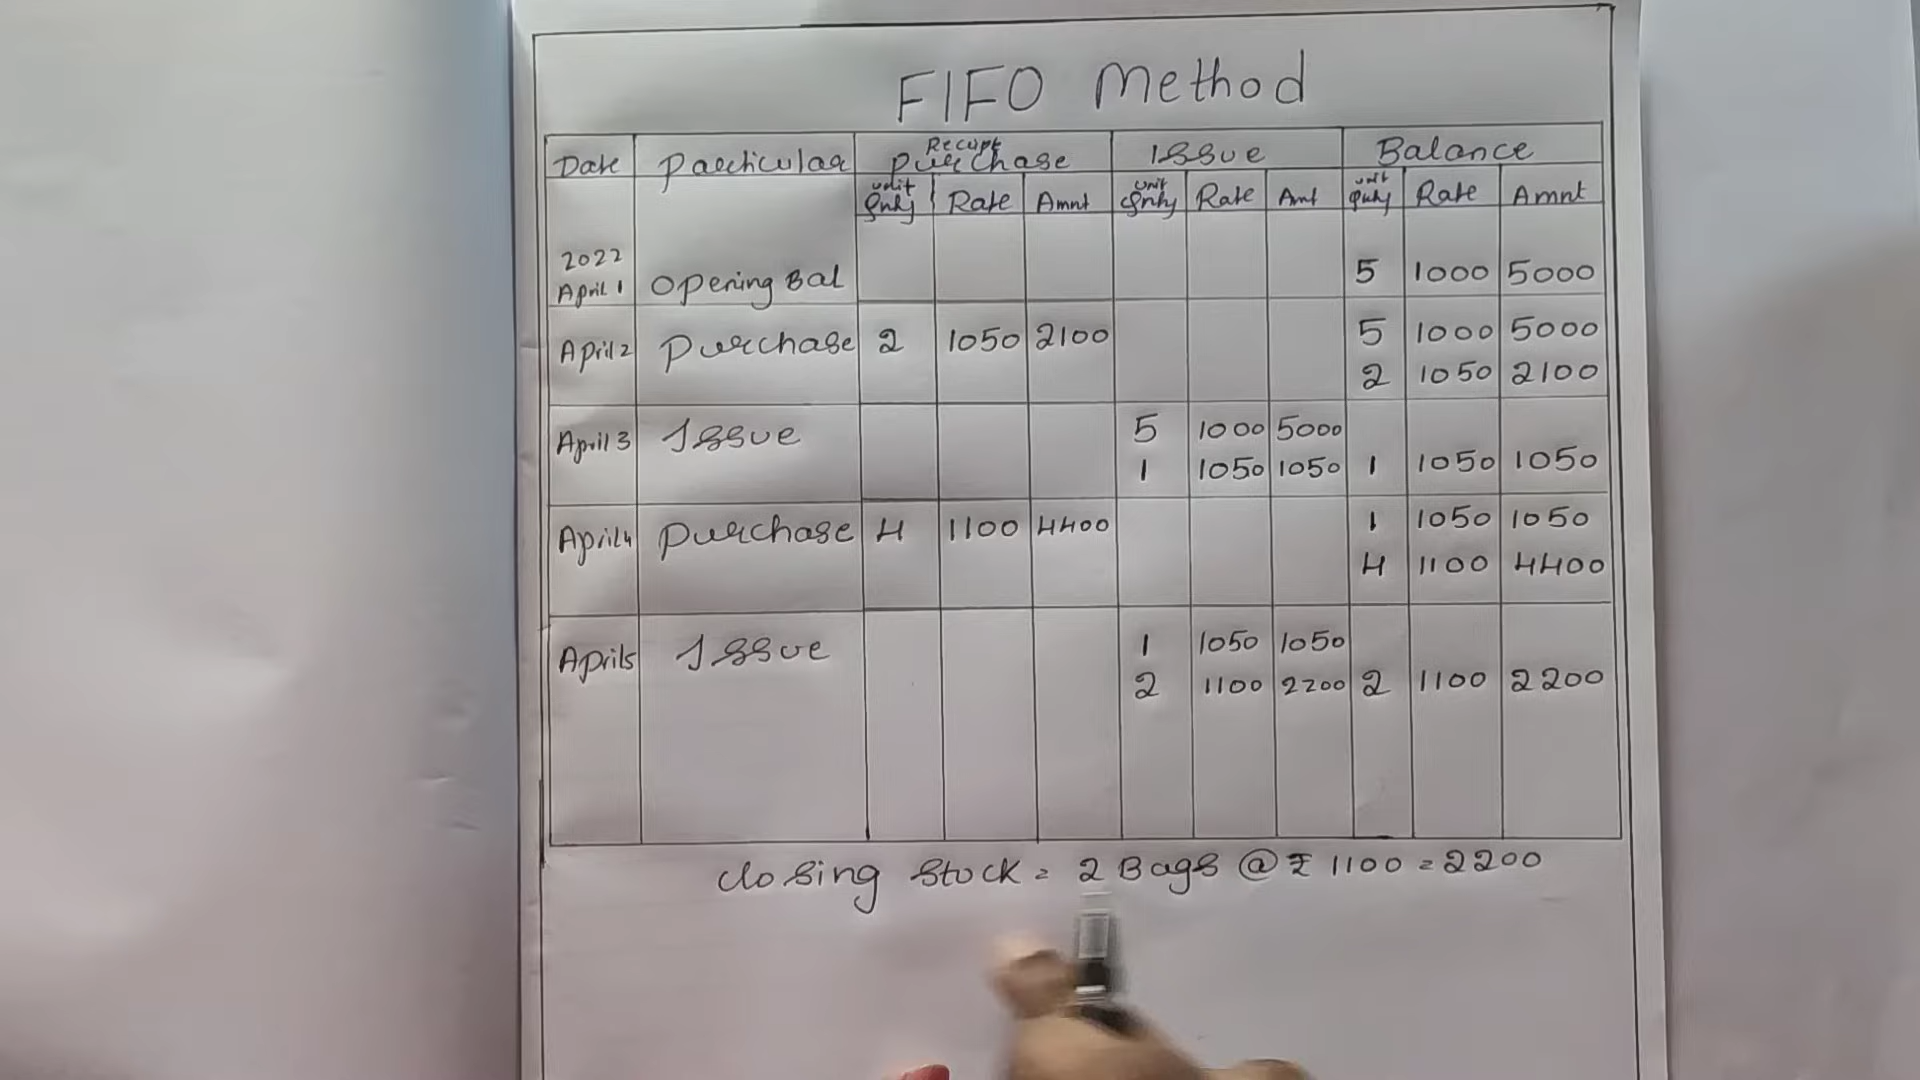 FIFO Method
Date Particular Recipt Purchase Issue Balance
unit Qnty Rate Amnt unit Qnty Rate Amt unit Qnty Rate Amnt
2022
April 1 Opening Bal 5 1000 5000
April 2 Purchase 2 1050 2100 5 1000 5000
2 1050 2100
April 3 Issue 5 1000 5000
1 1050 1050 1 1050 1050
April 4 Purchase 4 1100 4400 1 1050 1050
4 1100 4400
April 5 Issue 1 1050 1050
2 1100 2200 2 1100 2200
Closing Stock = 2 Bags @ ₹ 1100 = 2200